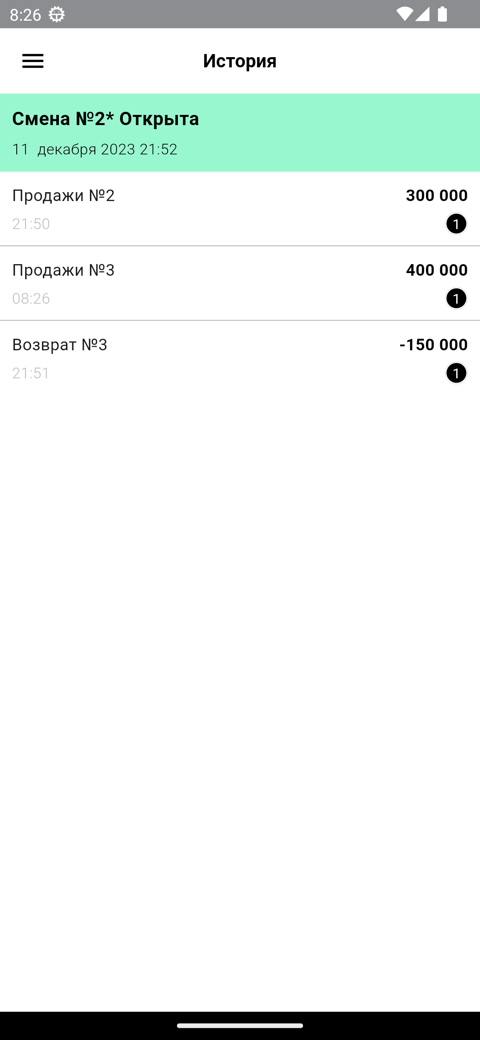 8:26
История
Смена №2* Открыта
11 декабря 2023 21:52
Продажи №2 300 000
21:50 1
Продажи №3 400 000
08:26 1
Возврат №3 -150 000
21:51 1